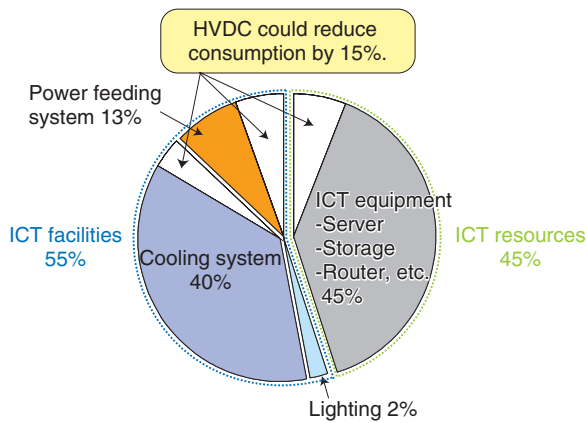 HVDC could reduce
consumption by 15%.
Power feeding
system 13%
ICT equipment
-Server
-Storage
-Router, etc.
45%
ICT facilities
55%
Cooling system
40%
ICT resources
45%
Lighting 2%